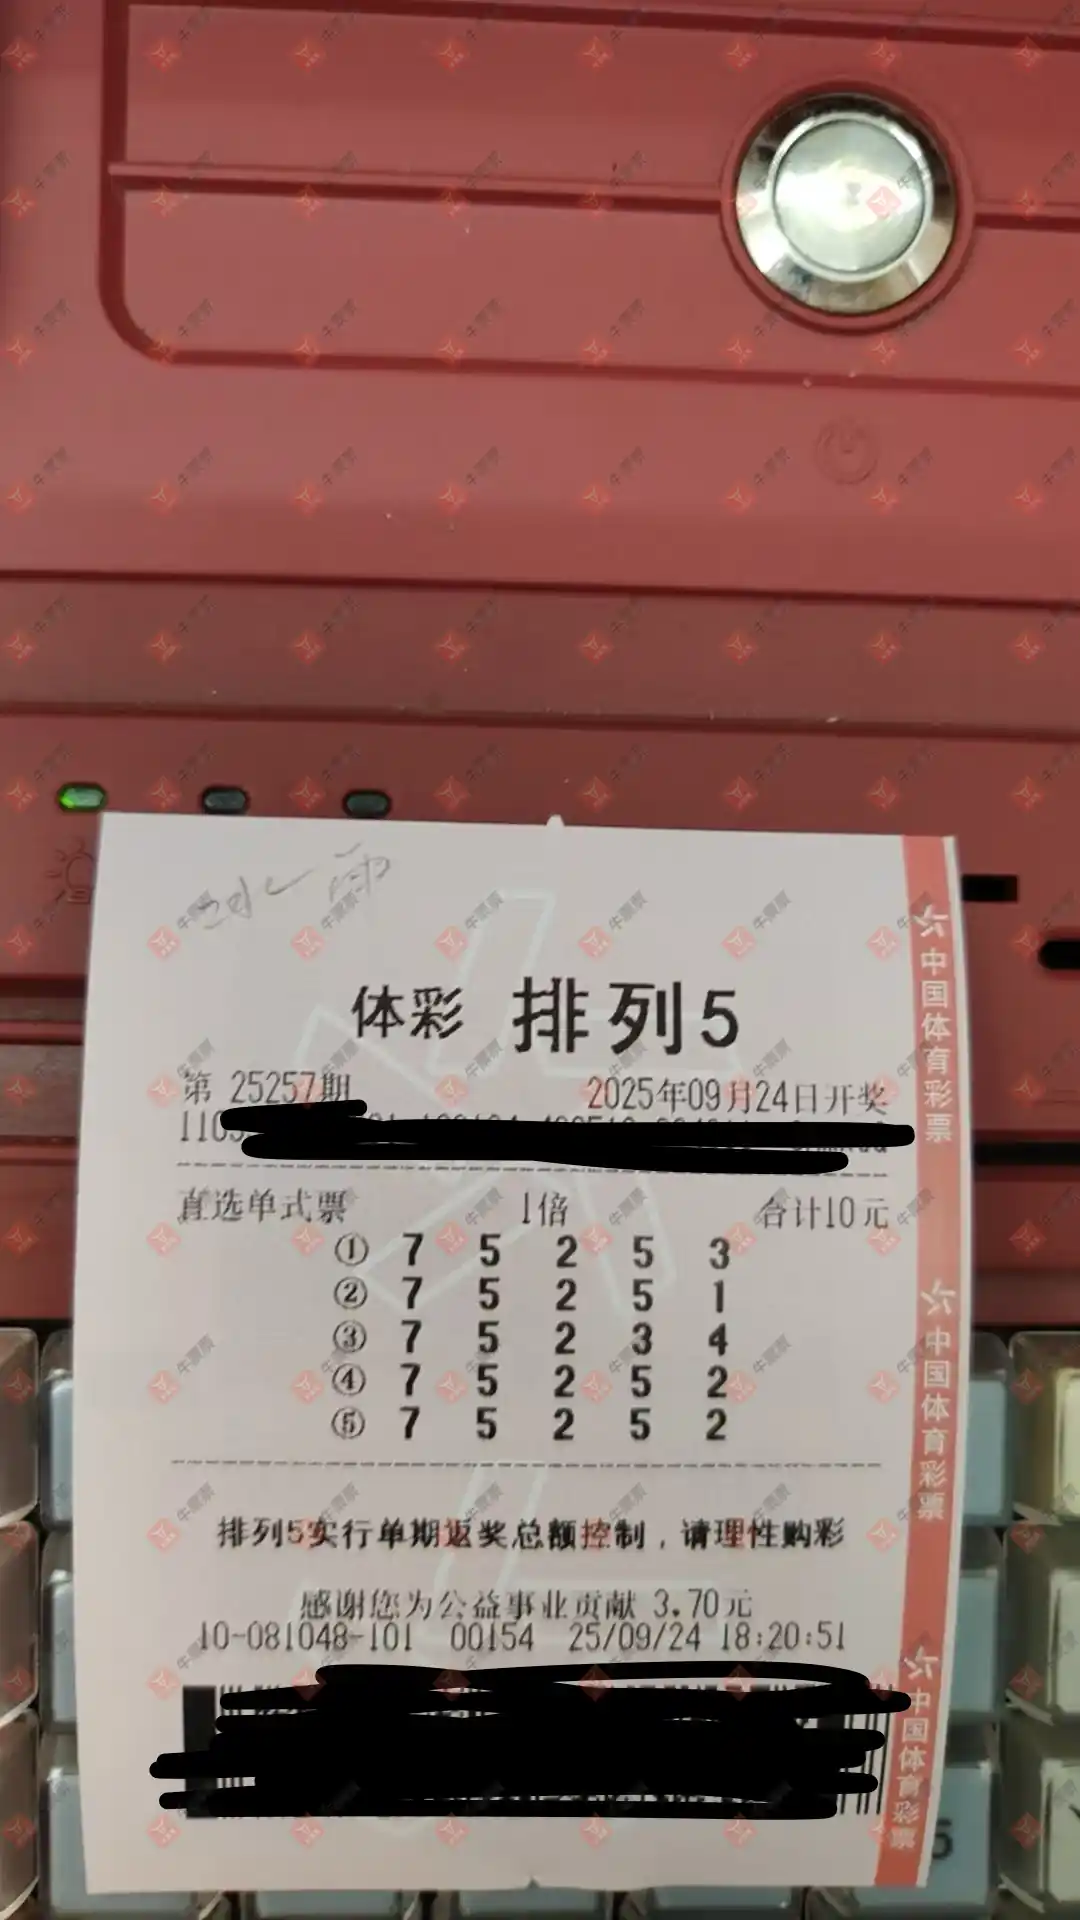 体彩 排列5
第 25257期 2025年09月24日开奖
直选单式票 1倍 合计10元
① 7 5 2 5 3
② 7 5 2 5 1
③ 7 5 2 3 4
④ 7 5 2 5 2
⑤ 7 5 2 5 2
排列5实行单期返奖总额控制，请理性购彩
感谢您为公益事业贡献 3.70元
10-081048-101 00154 25/09/24 18:20:51
中国体育彩票
中国体育彩票
中国体育彩票
牛票票